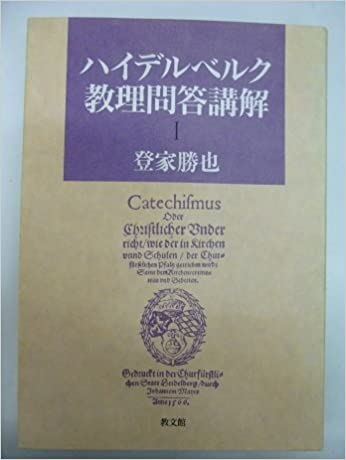 ハイデルベルク
教理問答講解
I
登家勝也
Catechismus
Oder
Christlicher Vnder
richt / wie der in Kirchen
vnnd Schulen / der Chur-
fürstlichen Pfaltz getrieben wirdt
Gedruckt in der Churfürstli-
chen Statt Heidelberg / durch
Johannem Mayer
教文館